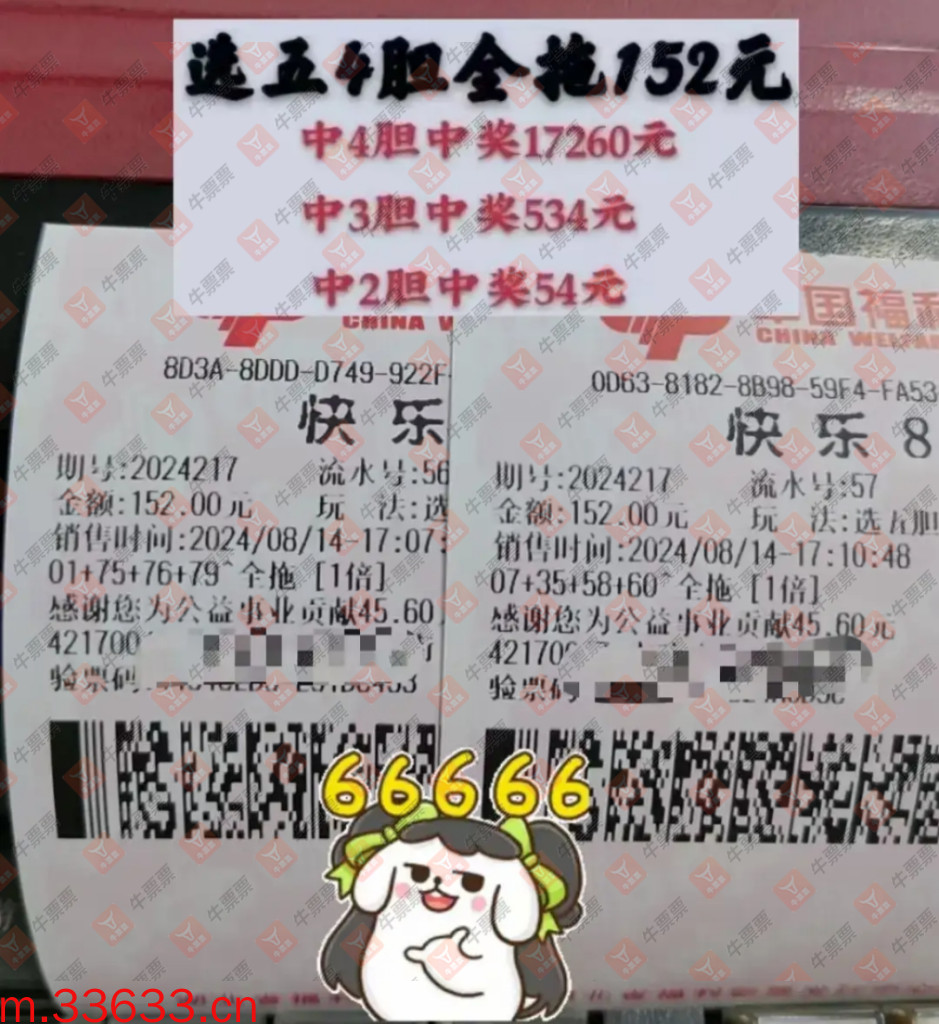 选五4胆全拖152元
中4胆中奖17260元
中3胆中奖534元
中2胆中奖54元
CHINA W
8D3A-8DDD-D749-922F
快乐
期号:2024217 流水号:56
金额:152.00元 玩 法:选
销售时间:2024/08/14-17:07:
01+75+76+79^全拖 [1倍]
感谢您为公益事业贡献45.60
421700
验票码
中国福利
CHINA WELFAR
0D63-8182-8B98-59F4-FA53
快乐8
期号:2024217 流水号:57
金额:152.00元 玩 法:选五胆
销售时间:2024/08/14-17:10:48
07+35+58+60^全拖 [1倍]
感谢您为公益事业贡献45.60元
42170
验票码
66666
m.33633.cn
牛票票